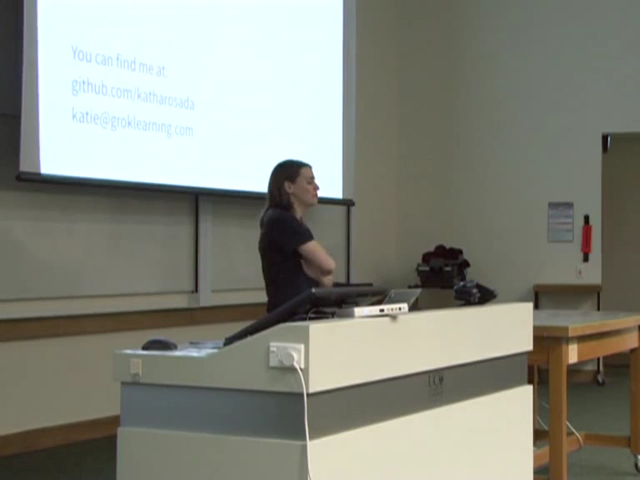 You can find me at:
github.com/katharosada
katie@groklearning.com